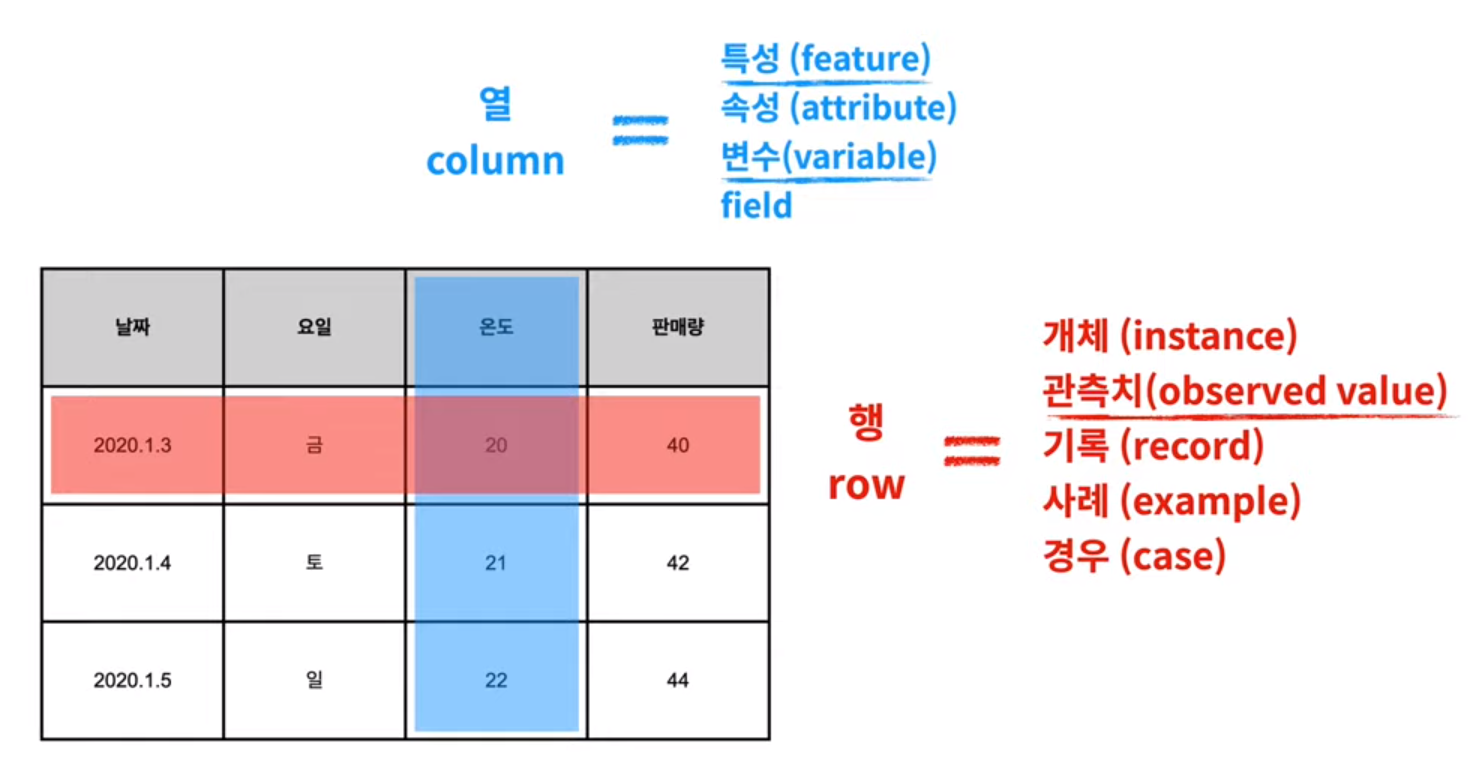 열
column
=
특성 (feature)
속성 (attribute)
변수(variable)
field
날짜 요일 온도 판매량
2020.1.3 금 20 40
2020.1.4 토 21 42
2020.1.5 일 22 44
행
row
=
개체 (instance)
관측치(observed value)
기록 (record)
사례 (example)
경우 (case)